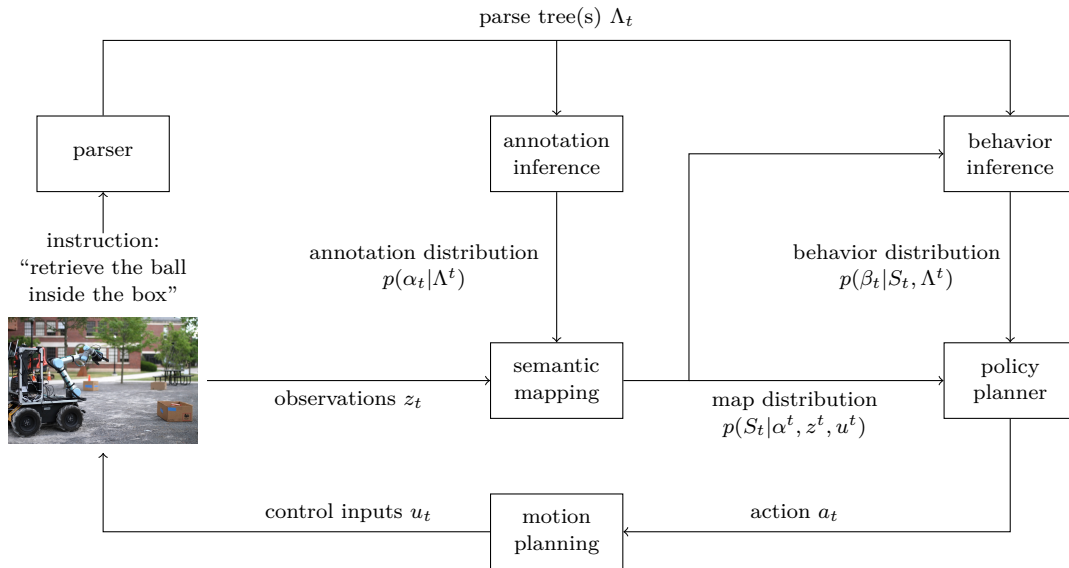 parse tree(s) Λ_t
parser
annotation
inference
behavior
inference
instruction:
“retrieve the ball
inside the box”
annotation distribution
p(α_t|Λ^t)
behavior distribution
p(β_t|S_t, Λ^t)
semantic
mapping
policy
planner
observations z_t
map distribution
p(S_t|α^t, z^t, u^t)
control inputs u_t
motion
planning
action a_t